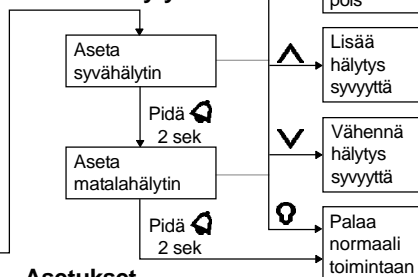 pois
Aseta
syvähälytin
Lisää
hälytys
syvyyttä
Pidä
2 sek
Aseta
matalahälytin
Vähennä
hälytys
syvyyttä
Pidä
2 sek
Palaa
normaali
toimintaan
Asetukset